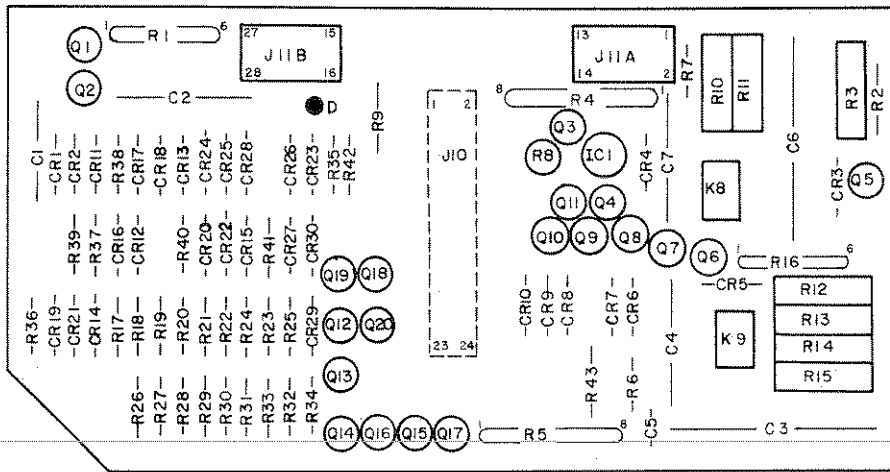 1 R1 6
27 15
J11B
28 16
13 1
J11A
14 2
Q1
Q2
C2
D
R9
1 2
J10
23 24
8 R4 1
R7
R10
R11
C6
R3
R2
Q3
R8
IC1
CR4
C7
K8
CR3
Q5
C1
CR1
CR2
CR11
R38
CR17
CR18
CR13
CR24
CR25
CR28
CR26
CR23
R35
R42
Q11
Q4
Q10
Q9
Q8
Q7
Q6
1 R16 6
R39
R37
CR16
CR12
R40
CR20
CR22
CR15
R41
CR27
CR30
Q19
Q18
CR5
R12
R13
R14
R15
K9
R36
CR19
CR21
CR14
R17
R18
R19
R20
R21
R22
R24
R23
R25
CR29
Q12
Q20
CR10
CR9
CR8
CR7
CR6
C4
Q13
R26
R27
R28
R29
R30
R31
R33
R32
R34
R43
R6
C5
Q14
Q16
Q15
Q17
1 R5 8
C3